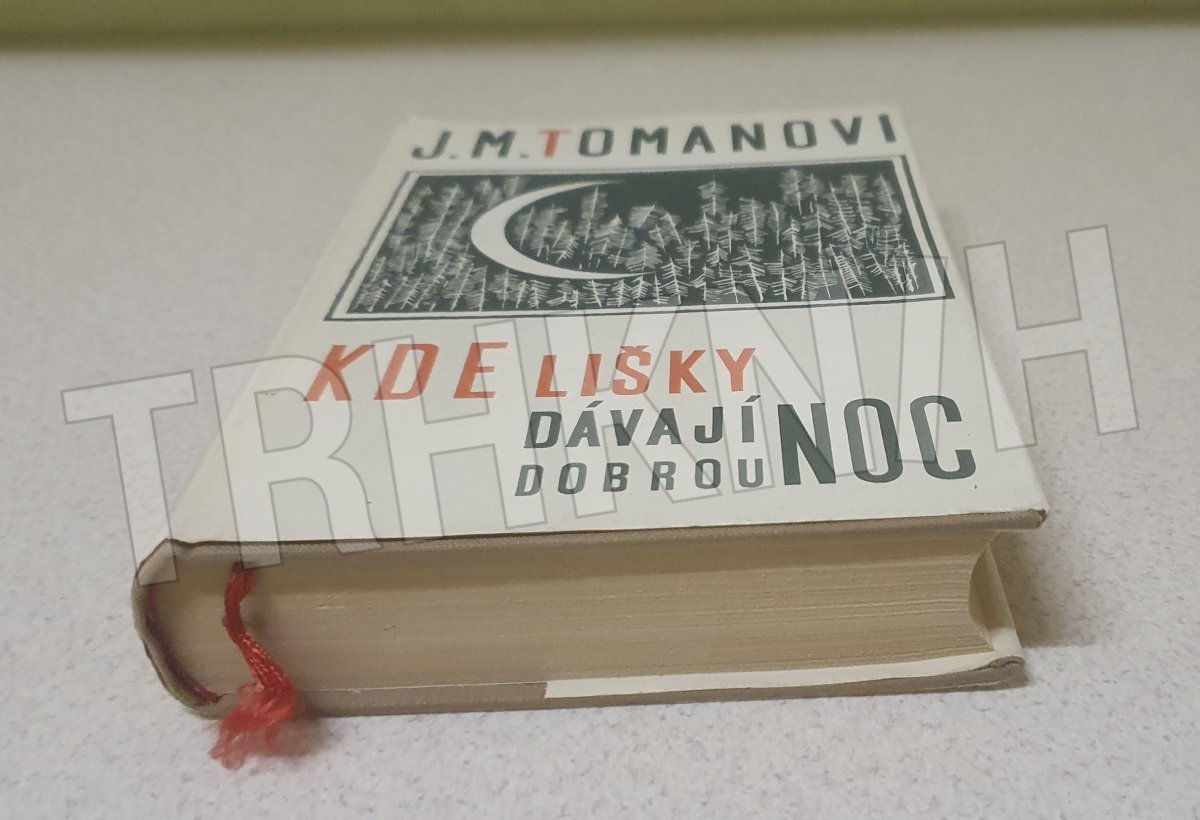 J.M.TOMANOVI
KDE LIŠKY
DÁVAJÍ
DOBROU NOC
TRHKNIH